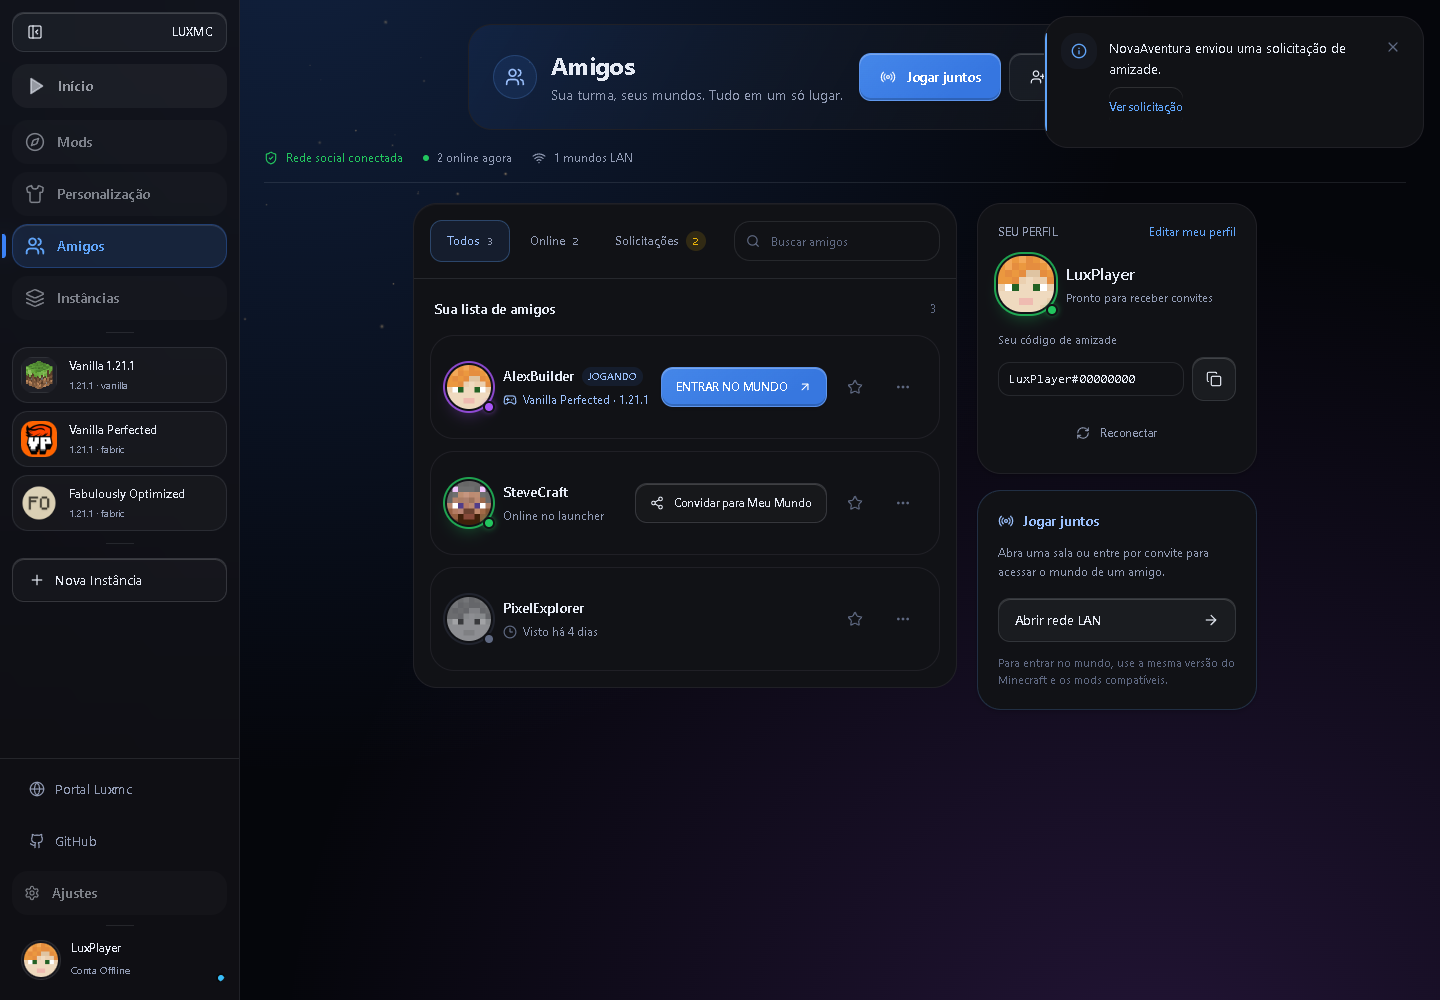 LUXMC
Início
Mods
Personalização
Amigos
Instâncias
Vanilla 1.21.1
1.21.1 · vanilla
Vanilla Perfected
1.21.1 · fabric
Fabulously Optimized
1.21.1 · fabric
VP
FO
Nova Instância
Portal Luxmc
GitHub
Ajustes
LuxPlayer
Conta Offline
Amigos
Sua turma, seus mundos. Tudo em um só lugar.
Jogar juntos
NovaAventura enviou uma solicitação de
amizade.
Ver solicitação
Rede social conectada
2 online agora
1 mundos LAN
Todos 3
Online 2
Solicitações 2
Buscar amigos
Sua lista de amigos
3
AlexBuilder JOGANDO
Vanilla Perfected · 1.21.1
ENTRAR NO MUNDO
SteveCraft
Online no launcher
Convidar para Meu Mundo
PixelExplorer
Visto há 4 dias
SEU PERFIL
Editar meu perfil
LuxPlayer
Pronto para receber convites
Seu código de amizade
LuxPlayer#00000000
Reconectar
Jogar juntos
Abra uma sala ou entre por convite para
acessar o mundo de um amigo.
Abrir rede LAN
Para entrar no mundo, use a mesma versão do
Minecraft e os mods compatíveis.